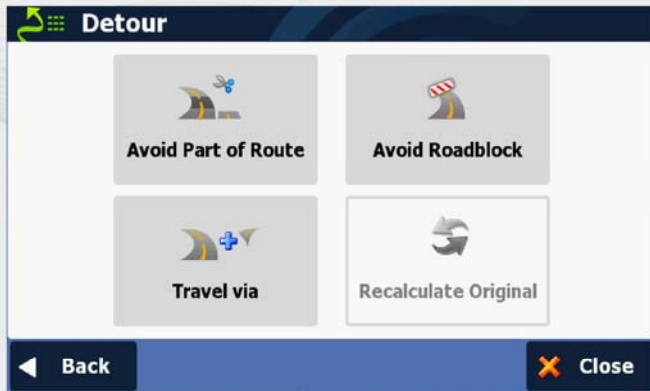 Detour
Avoid Part of Route
Avoid Roadblock
Travel via
Recalculate Original
Back
Close